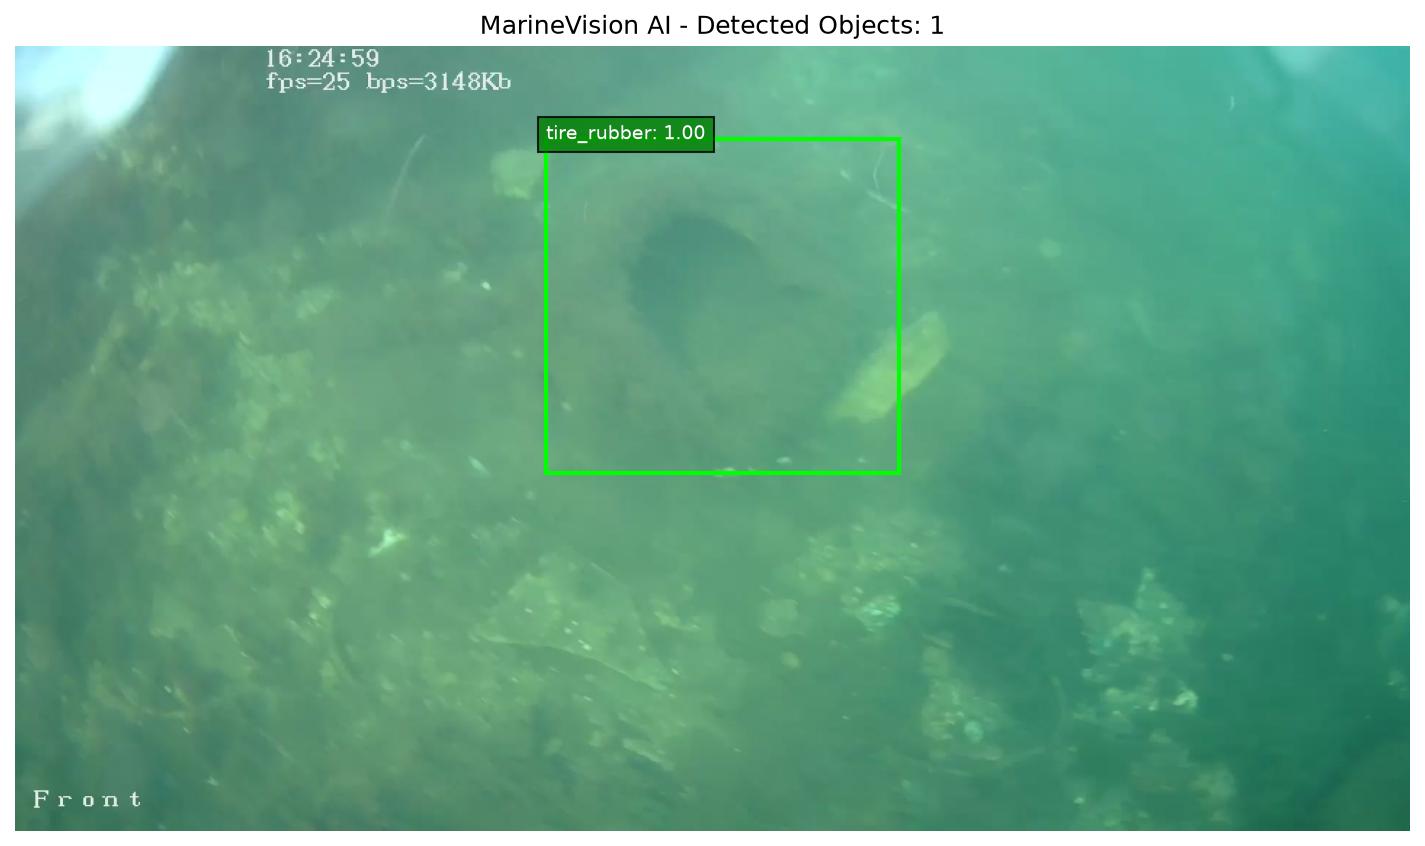 MarineVision AI - Detected Objects: 1
16:24:59
fps=25 bps=3148Kb
tire_rubber: 1.00
Front